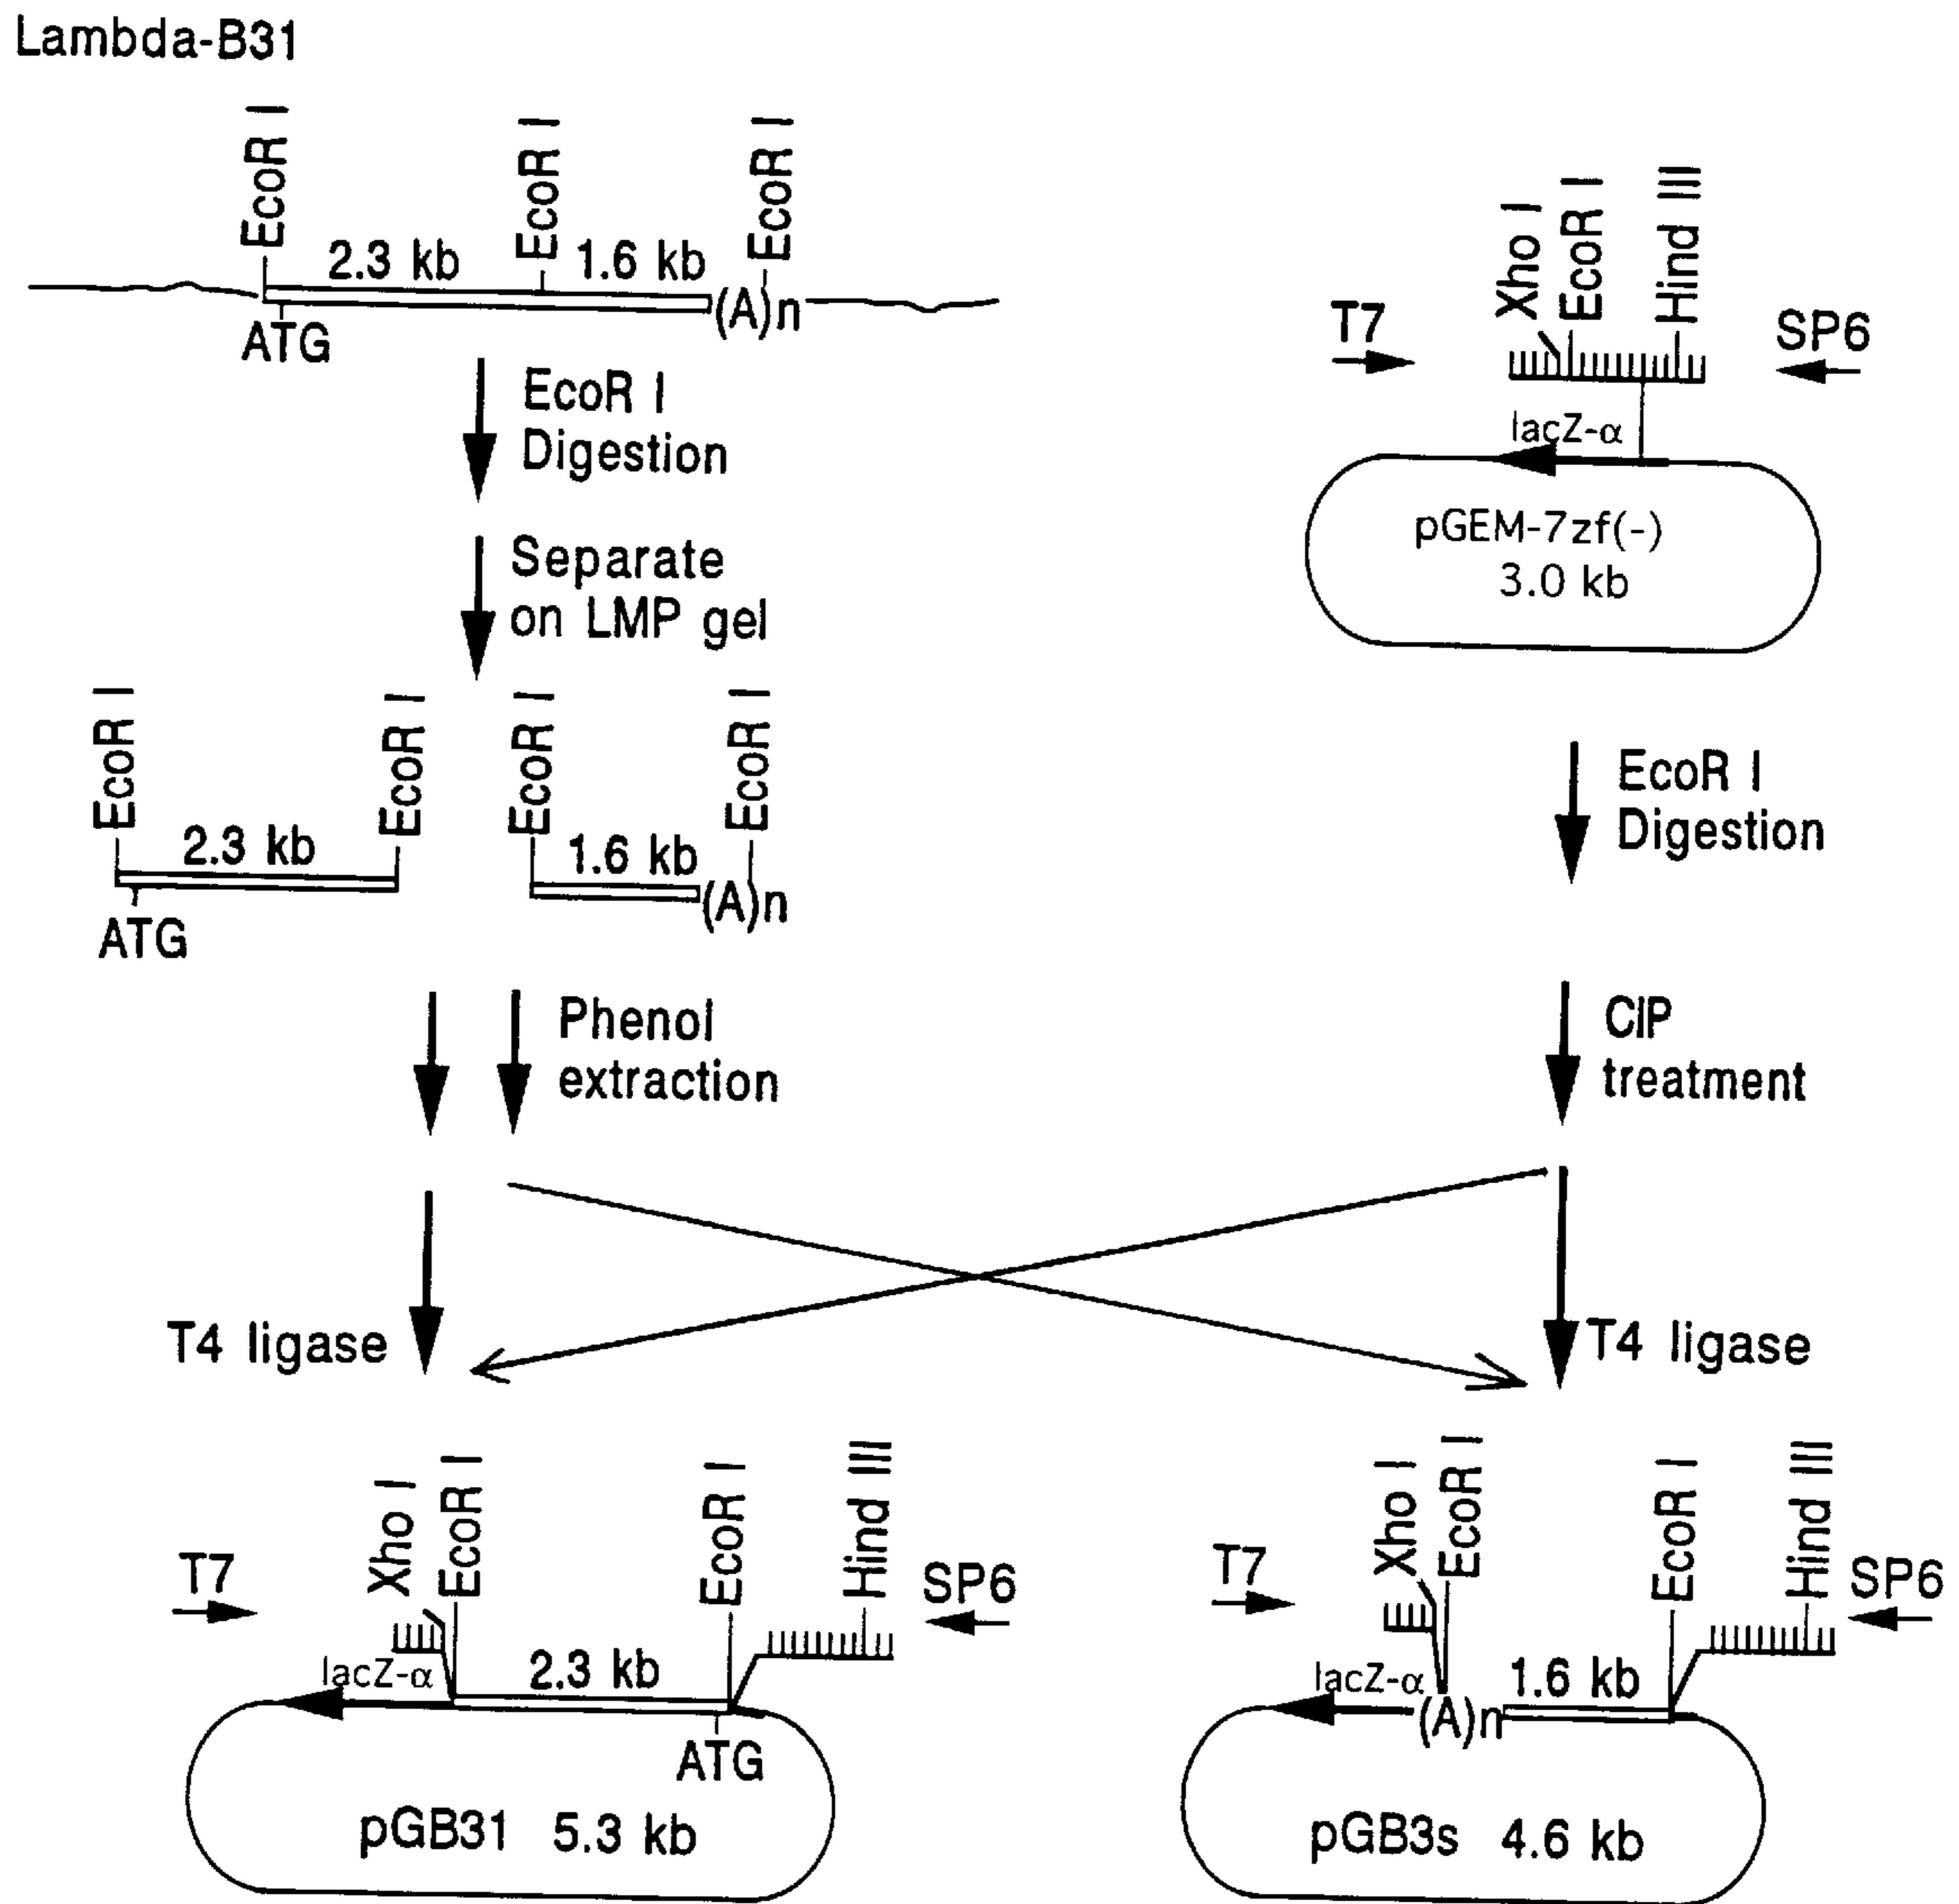 Lambda-B31
EcoR I
EcoR I
EcoR I
2.3 kb
1.6 kb
(A)n
ATG
EcoR I
Digestion
Separate
on LMP gel
EcoR I
EcoR I
EcoR I
EcoR I
2.3 kb
1.6 kb
(A)n
ATG
Phenol
extraction
T4 ligase
Xho I
EcoR I
Hind III
T7
SP6
lacZ-α
pGEM-7zf(-)
3.0 kb
EcoR I
Digestion
CIP
treatment
T4 ligase
Xho I
EcoR I
EcoR I
Hind III
T7
SP6
lacZ-α
2.3 kb
ATG
pGB31 5.3 kb
Xho I
EcoR I
EcoR I
Hind III
T7
SP6
lacZ-α
(A)n
1.6 kb
pGB3s 4.6 kb